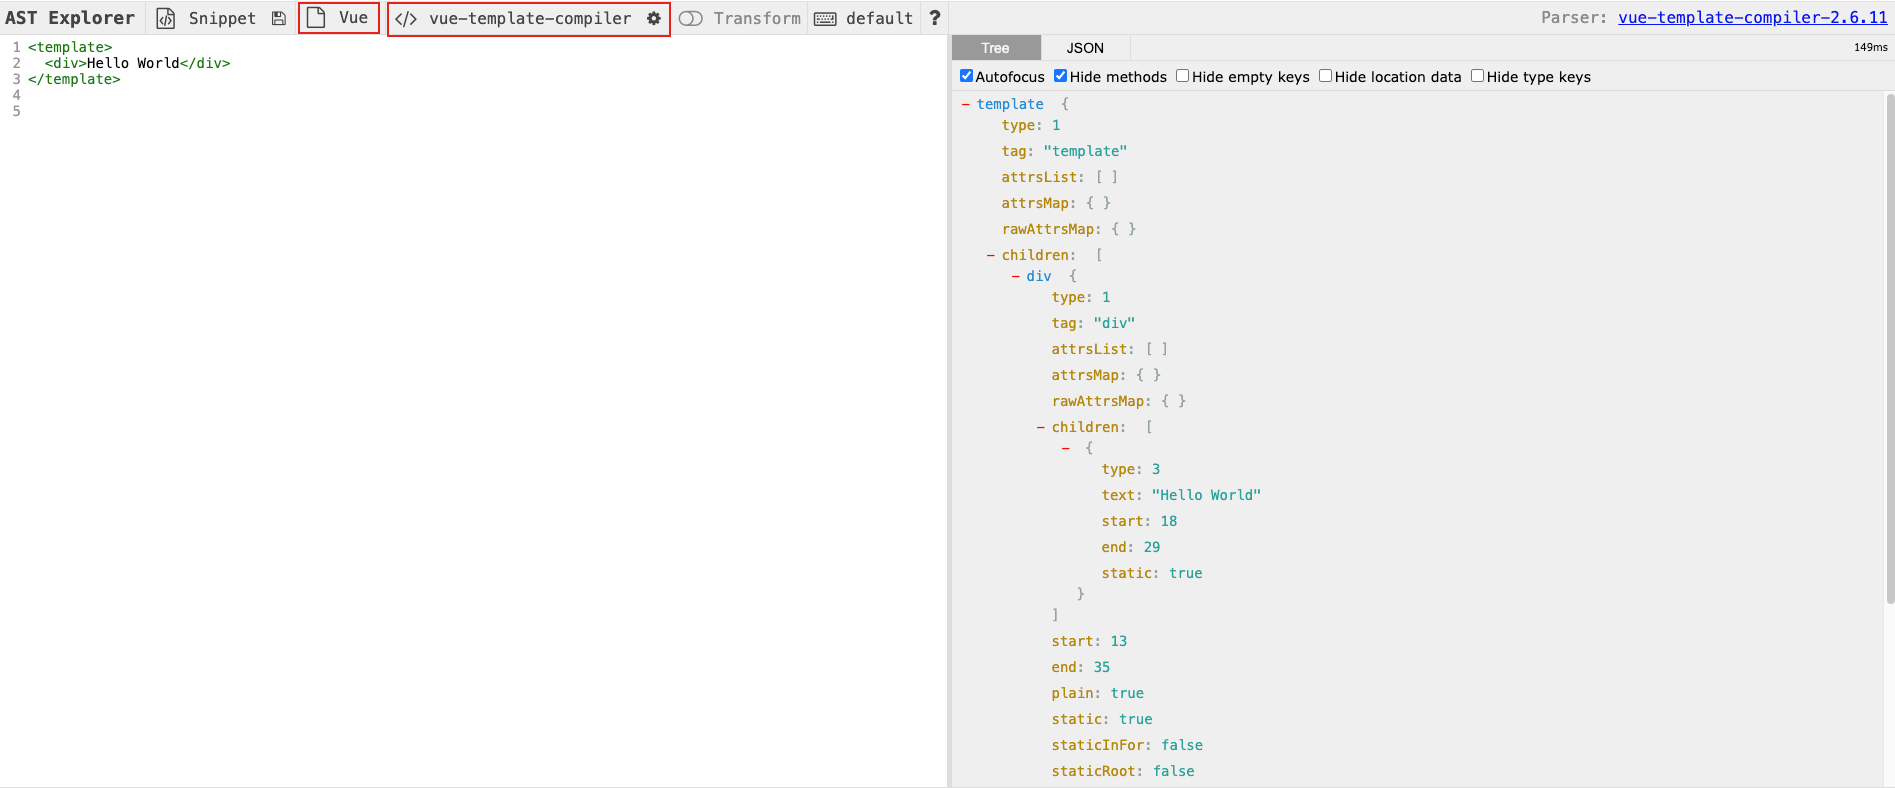 AST Explorer Snippet Vue </> vue-template-compiler Transform default ? Parser: vue-template-compiler-2.6.11
Tree JSON 149ms
Autofocus Hide methods Hide empty keys Hide location data Hide type keys
1 <template>
2 <div>Hello World</div>
3 </template>
4
5
− template {
type: 1
tag: "template"
attrsList: [ ]
attrsMap: { }
rawAttrsMap: { }
− children: [
− div {
type: 1
tag: "div"
attrsList: [ ]
attrsMap: { }
rawAttrsMap: { }
− children: [
− {
type: 3
text: "Hello World"
start: 18
end: 29
static: true
}
]
start: 13
end: 35
plain: true
static: true
staticInFor: false
staticRoot: false